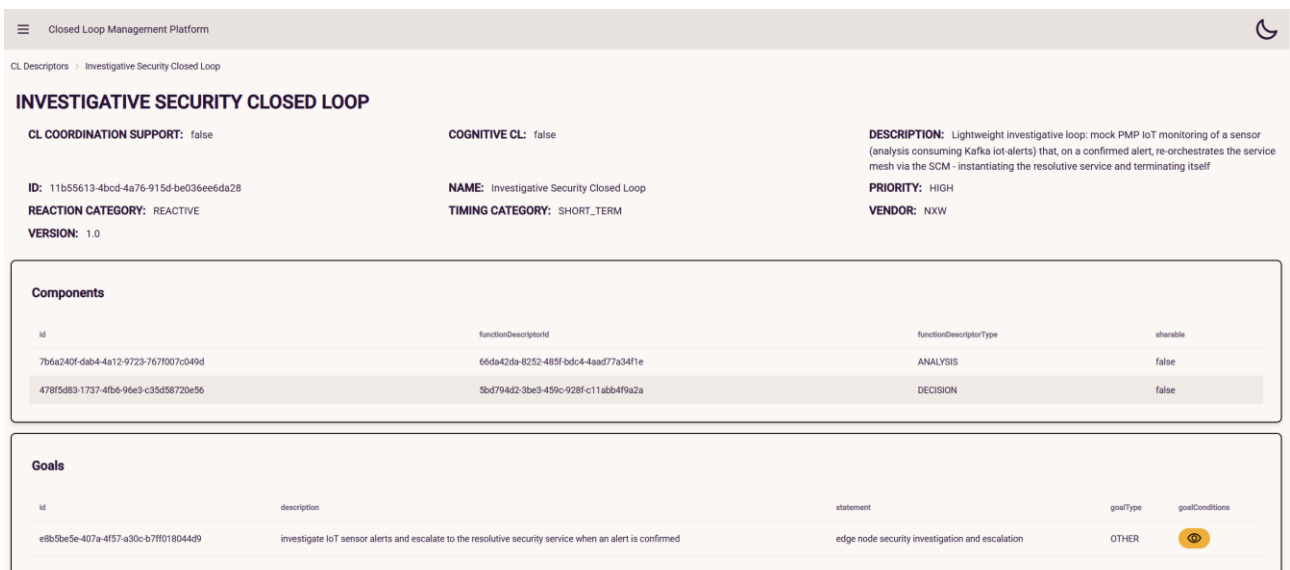 Closed Loop Management Platform
CL Descriptors > Investigative Security Closed Loop
INVESTIGATIVE SECURITY CLOSED LOOP
CL COORDINATION SUPPORT: false
COGNITIVE CL: false
DESCRIPTION: Lightweight investigative loop: mock PMP IoT monitoring of a sensor
(analysis consuming Kafka iot-alerts) that, on a confirmed alert, re-orchestrates the service
mesh via the SCM - instantiating the resolutive service and terminating itself
ID: 11b55613-4bcd-4a76-915d-be036ee6da28
NAME: Investigative Security Closed Loop
PRIORITY: HIGH
REACTION CATEGORY: REACTIVE
TIMING CATEGORY: SHORT_TERM
VENDOR: NXW
VERSION: 1.0
Components
id functionDescriptorId functionDescriptorType sharable
7b6a240f-dab4-4a12-9723-767f007c049d 66da42da-8252-485f-bdc4-4aad77a34f1e ANALYSIS false
478f5d83-1737-4fb6-96e3-c35d58720e56 5bd794d2-3be3-459c-928f-c11abb4f9a2a DECISION false
Goals
id description statement goalType goalConditions
e8b5be5e-407a-4f57-a30c-b7ff018044d9 investigate IoT sensor alerts and escalate to the resolutive security service when an alert is confirmed edge node security investigation and escalation OTHER